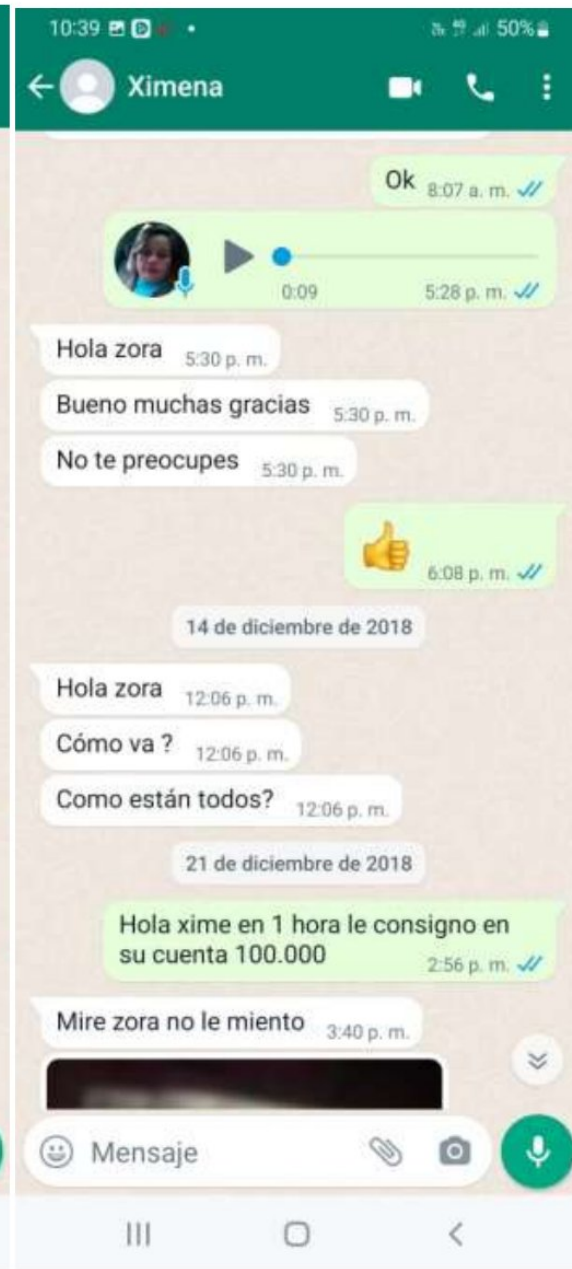 10:39
50%
Ximena
Ok 8:07 a. m.
0:09 5:28 p. m.
Hola zora 5:30 p. m.
Bueno muchas gracias 5:30 p. m.
No te preocupes 5:30 p. m.
6:08 p. m.
14 de diciembre de 2018
Hola zora 12:06 p. m.
Cómo va ? 12:06 p. m.
Como están todos? 12:06 p. m.
21 de diciembre de 2018
Hola xime en 1 hora le consigno en
su cuenta 100.000 2:56 p. m.
Mire zora no le miento 3:40 p. m.
Mensaje